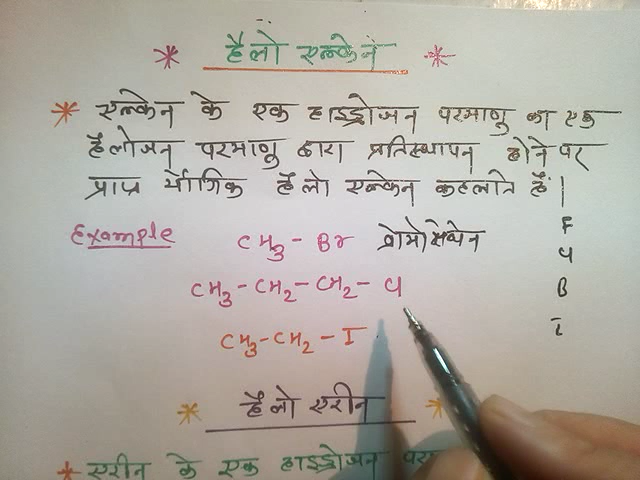 * हैलो एल्केन *
* एल्केन के एक हाइड्रोजन परमाणु का एक
हैलोजन परमाणु द्वारा प्रतिस्थापन होने पर
प्राप्त यौगिक हैलो एल्केन कहलाते हैं।
Example CH3 - Br ब्रोमोमेथेन
CH3 - CH2 - CH2 - Cl
CH3 - CH2 - I
F
Cl
B
I
* हैलो एरीन *
* एरीन के एक हाइड्रोजन